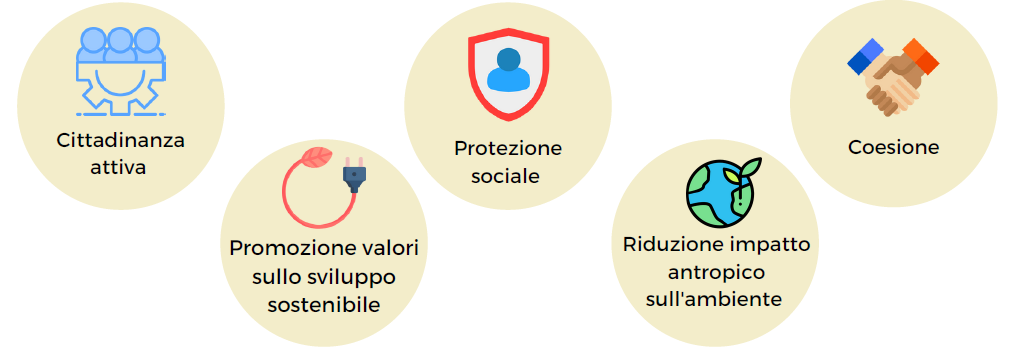 Cittadinanza
attiva
Promozione valori
sullo sviluppo
sostenibile
Protezione
sociale
Riduzione impatto
antropico
sull'ambiente
Coesione